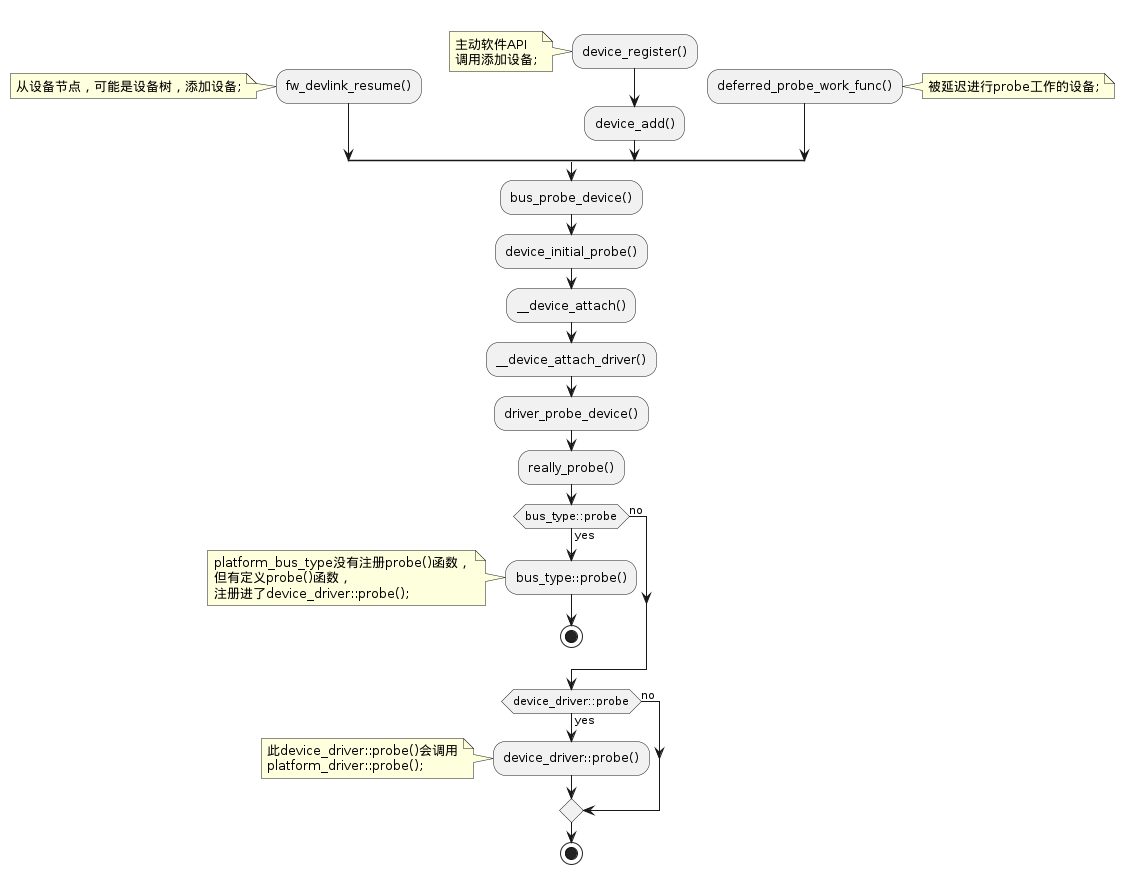 主动软件API
调用添加设备;
device_register()
从设备节点，可能是设备树，添加设备;
fw_devlink_resume()
deferred_probe_work_func()
被延迟进行probe工作的设备;
device_add()
bus_probe_device()
device_initial_probe()
__device_attach()
__device_attach_driver()
driver_probe_device()
really_probe()
bus_type::probe
no
yes
platform_bus_type没有注册probe()函数，
但有定义probe()函数，
注册进了device_driver::probe();
bus_type::probe()
device_driver::probe
no
yes
此device_driver::probe()会调用
platform_driver::probe();
device_driver::probe()